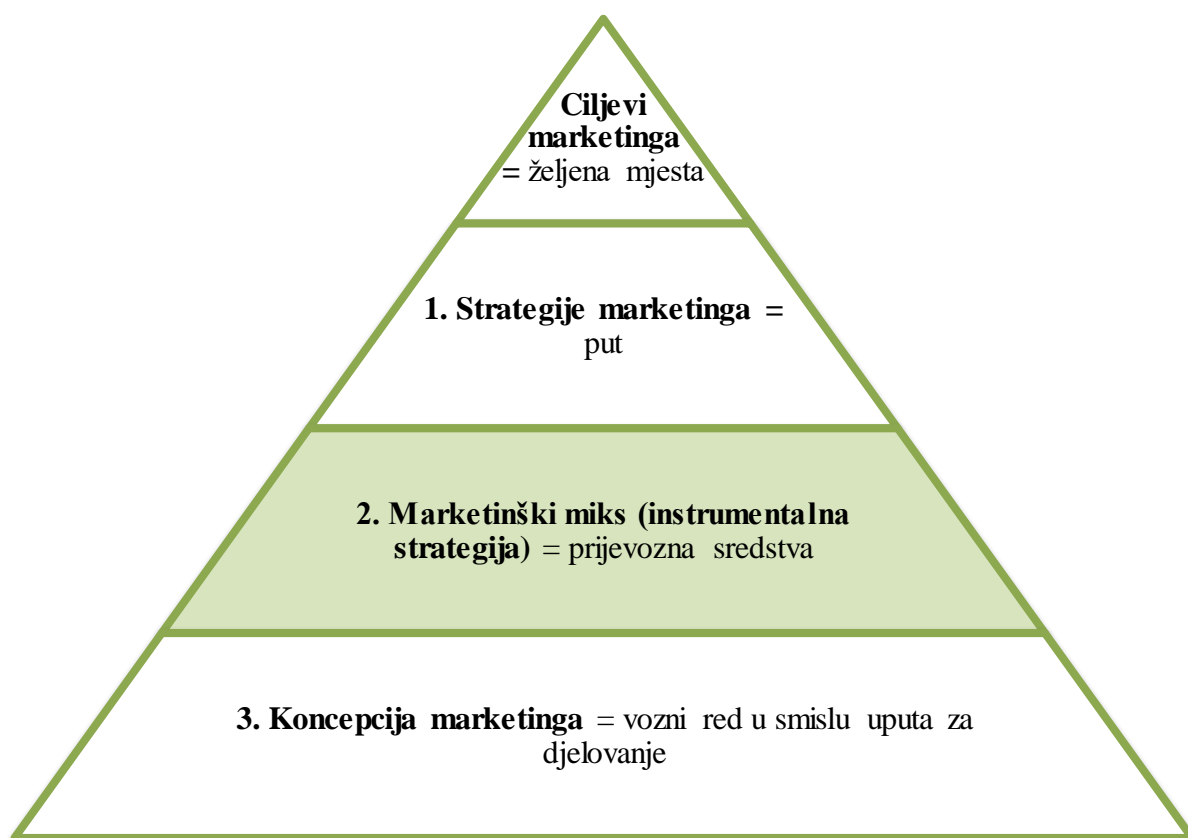 Ciljevi
marketinga
= željena mjesta
1. Strategije marketinga =
put
2. Marketinški miks (instrumentalna
strategija) = prijevozna sredstva
3. Koncepcija marketinga = vozni red u smislu uputa za
djelovanje